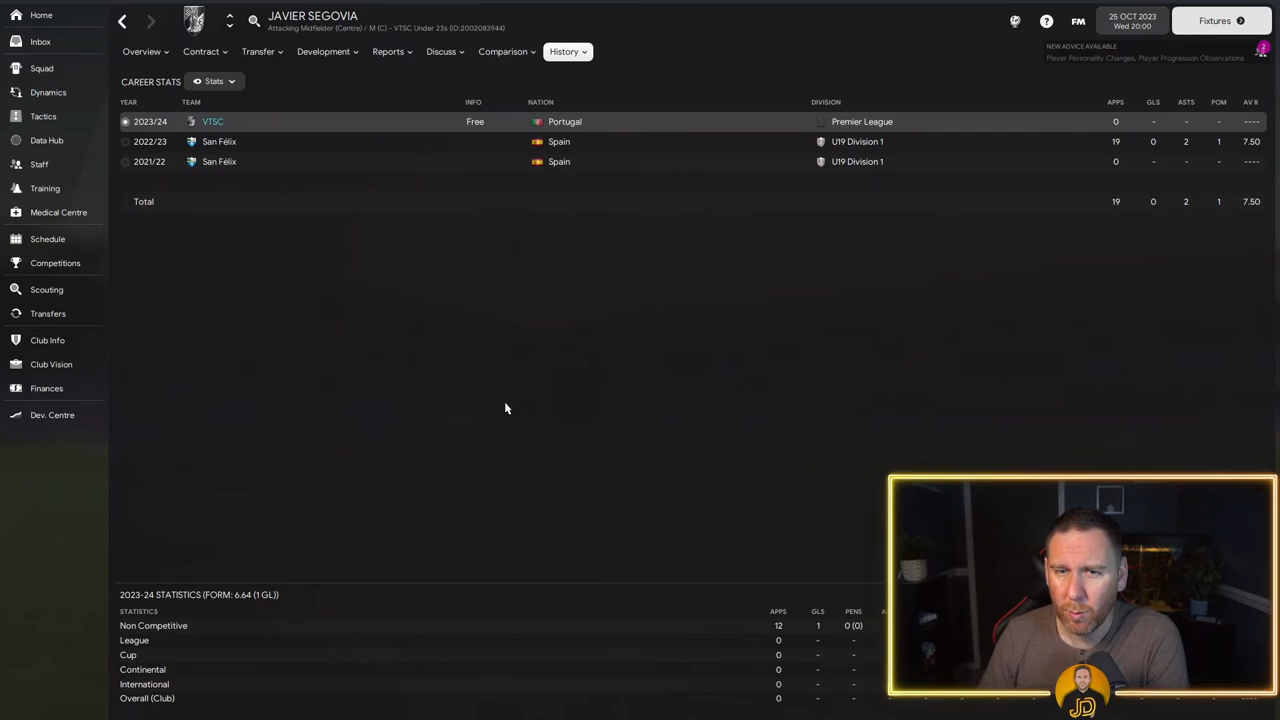 Home
JAVIER SEGOVIA
Attacking Midfielder (Centre) / M (C) - VTSC Under 23s (ID:2002083944)
? FM
25 OCT 2023
Wed 20:00
Fixtures
Inbox
Overview Contract Transfer Development Reports Discuss Comparison History
NEW ADVICE AVAILABLE
Player Personality Changes, Player Progression Observations
2
Squad
Dynamics
Tactics
Data Hub
Staff
Training
Medical Centre
Schedule
Competitions
Scouting
Transfers
Club Info
Club Vision
Finances
Dev. Centre
CAREER STATS Stats
YEAR TEAM INFO NATION DIVISION APPS GLS ASTS POM AV R
2023/24 VTSC Free Portugal Premier League 0 - - - ----
2022/23 San Félix Spain U19 Division 1 19 0 2 1 7.50
2021/22 San Félix Spain U19 Division 1 0 - - - ----
Total 19 0 2 1 7.50
2023-24 STATISTICS (FORM: 6.64 (1 GL))
STATISTICS APPS GLS PENS
Non Competitive 12 1 0 (0)
League 0 - -
Cup 0 - -
Continental 0 - -
International 0 - -
Overall (Club) 0 - -
JD